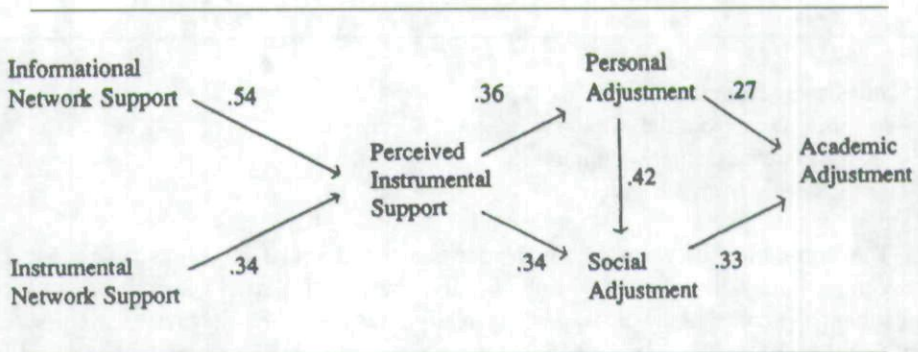 Informational
Network Support
.54
Instrumental
Network Support
.34
Perceived
Instrumental
Support
.36
.34
Personal
Adjustment
.42
Social
Adjustment
.27
.33
Academic
Adjustment